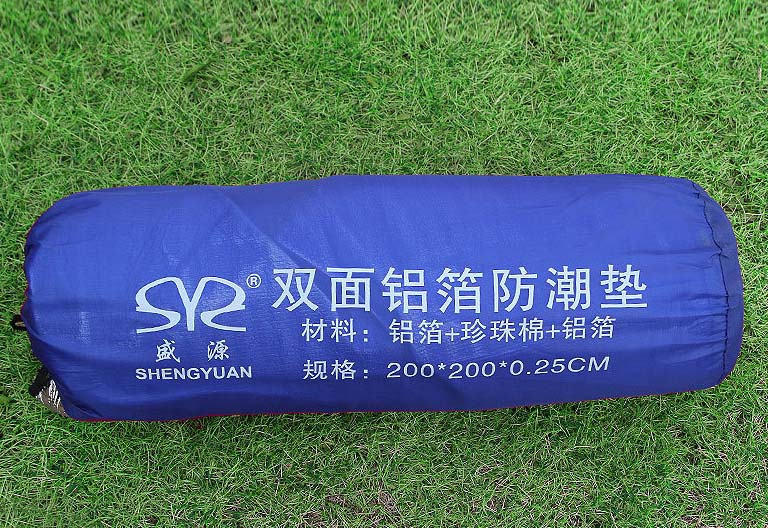 SYR®
盛源
SHENGYUAN
双面铝箔防潮垫
材料：铝箔+珍珠棉+铝箔
规格：200*200*0.25CM